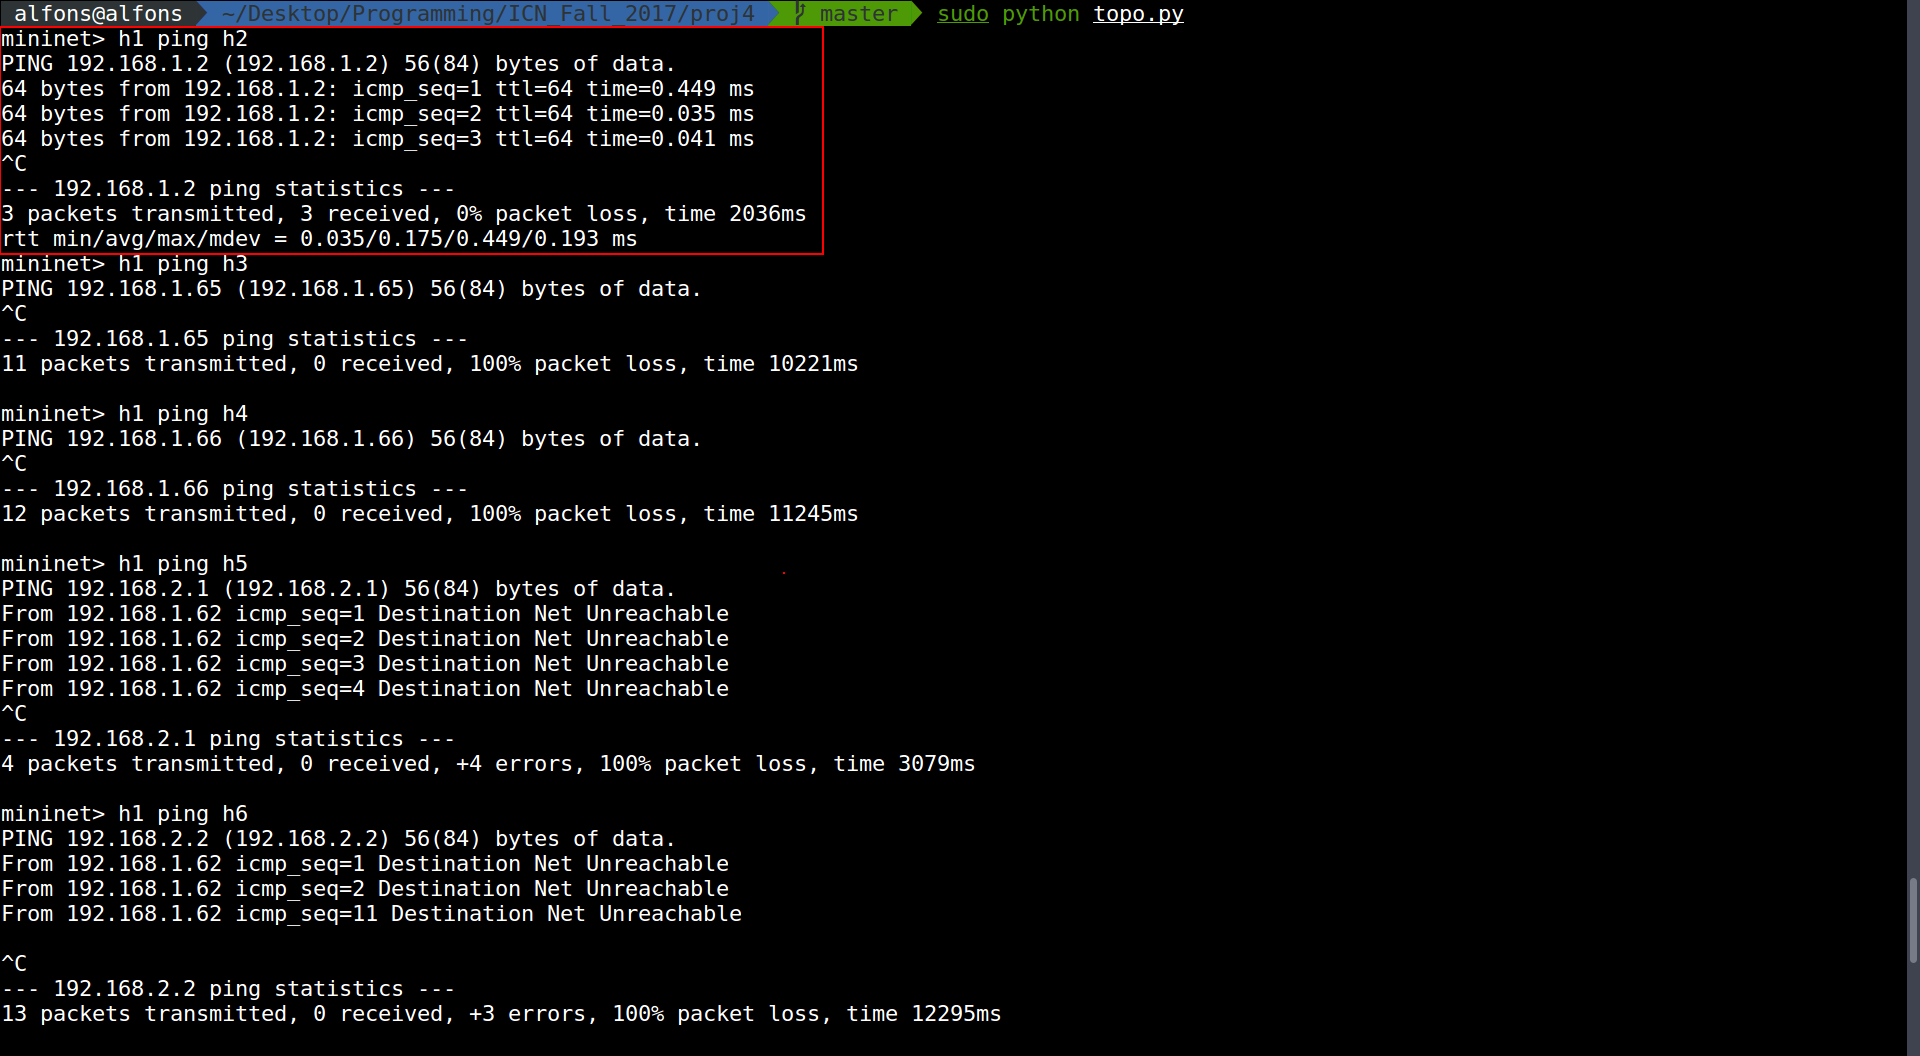 alfons@alfons ~/Desktop/Programming/ICN_Fall_2017/proj4 master sudo python topo.py
mininet> h1 ping h2
PING 192.168.1.2 (192.168.1.2) 56(84) bytes of data.
64 bytes from 192.168.1.2: icmp_seq=1 ttl=64 time=0.449 ms
64 bytes from 192.168.1.2: icmp_seq=2 ttl=64 time=0.035 ms
64 bytes from 192.168.1.2: icmp_seq=3 ttl=64 time=0.041 ms
^C
--- 192.168.1.2 ping statistics ---
3 packets transmitted, 3 received, 0% packet loss, time 2036ms
rtt min/avg/max/mdev = 0.035/0.175/0.449/0.193 ms
mininet> h1 ping h3
PING 192.168.1.65 (192.168.1.65) 56(84) bytes of data.
^C
--- 192.168.1.65 ping statistics ---
11 packets transmitted, 0 received, 100% packet loss, time 10221ms
mininet> h1 ping h4
PING 192.168.1.66 (192.168.1.66) 56(84) bytes of data.
^C
--- 192.168.1.66 ping statistics ---
12 packets transmitted, 0 received, 100% packet loss, time 11245ms
mininet> h1 ping h5
PING 192.168.2.1 (192.168.2.1) 56(84) bytes of data.
From 192.168.1.62 icmp_seq=1 Destination Net Unreachable
From 192.168.1.62 icmp_seq=2 Destination Net Unreachable
From 192.168.1.62 icmp_seq=3 Destination Net Unreachable
From 192.168.1.62 icmp_seq=4 Destination Net Unreachable
^C
--- 192.168.2.1 ping statistics ---
4 packets transmitted, 0 received, +4 errors, 100% packet loss, time 3079ms
mininet> h1 ping h6
PING 192.168.2.2 (192.168.2.2) 56(84) bytes of data.
From 192.168.1.62 icmp_seq=1 Destination Net Unreachable
From 192.168.1.62 icmp_seq=2 Destination Net Unreachable
From 192.168.1.62 icmp_seq=11 Destination Net Unreachable
^C
--- 192.168.2.2 ping statistics ---
13 packets transmitted, 0 received, +3 errors, 100% packet loss, time 12295ms